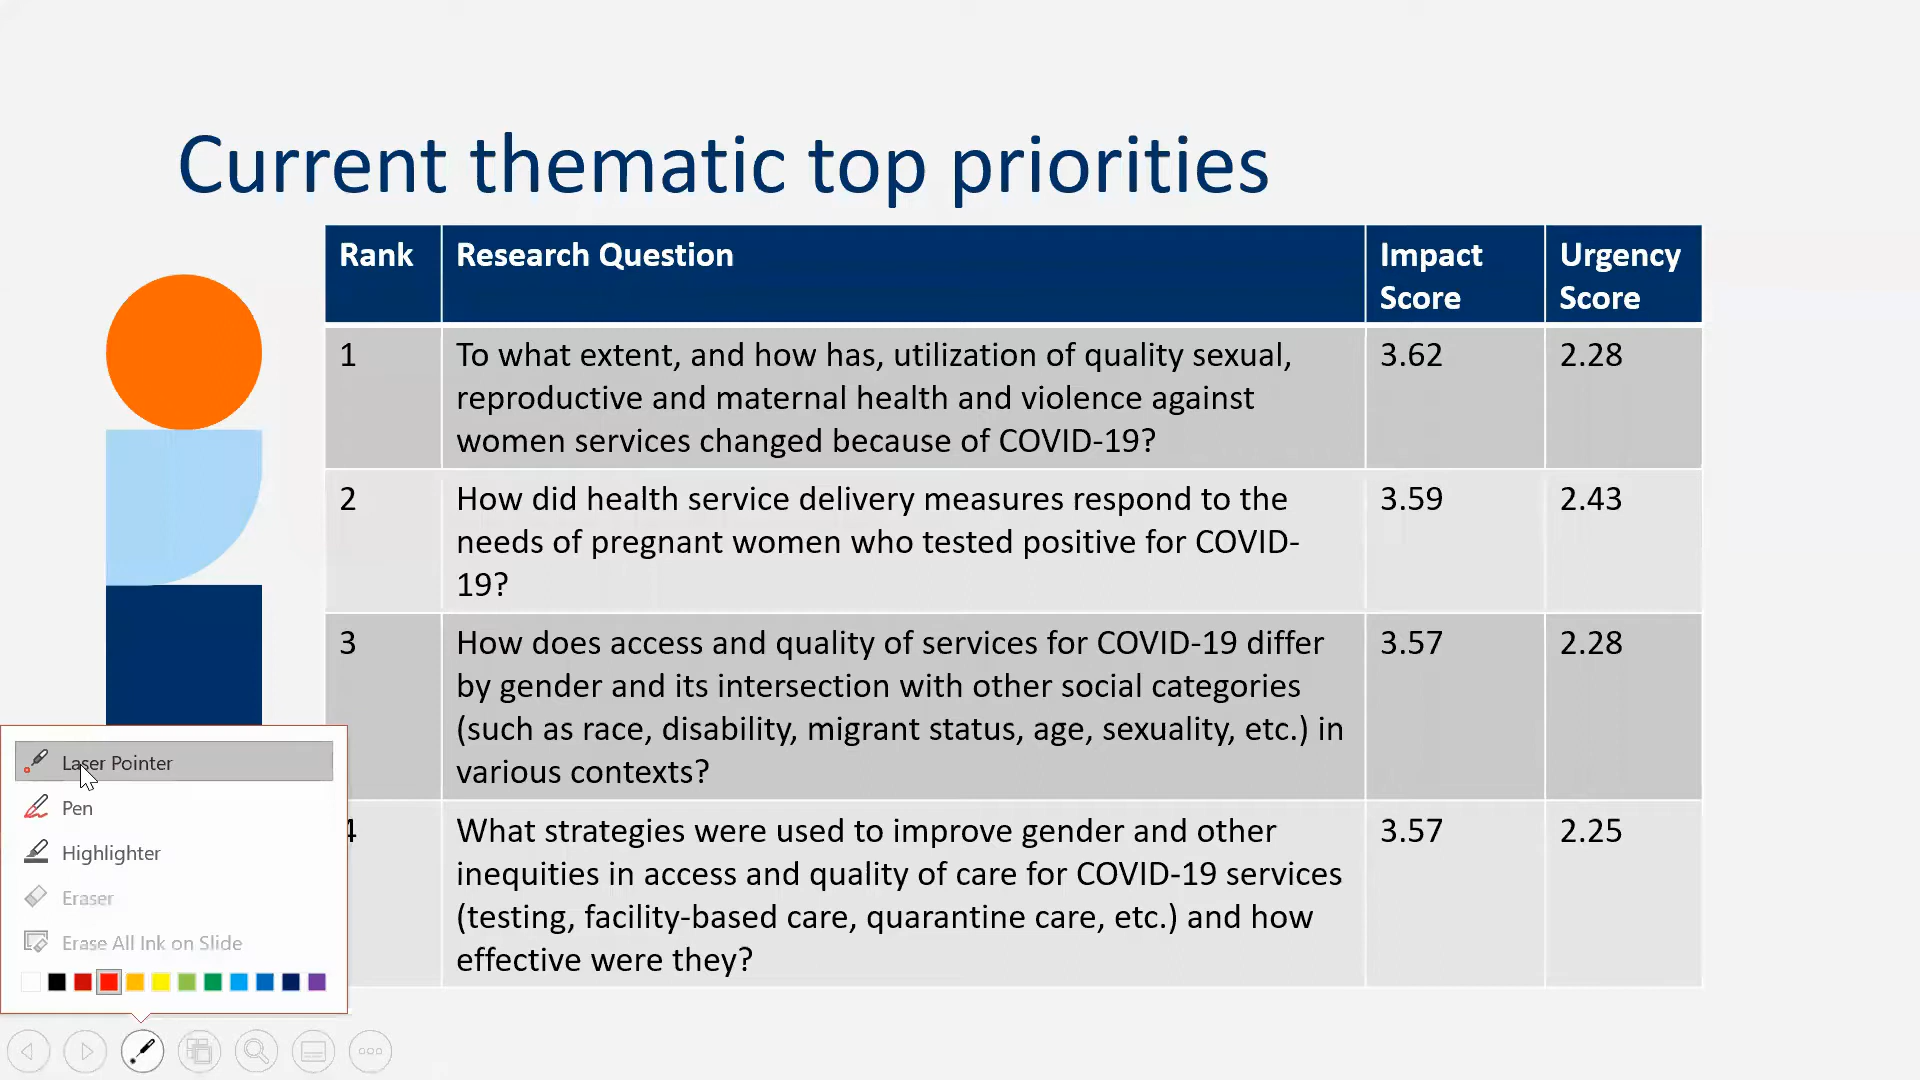 Current thematic top priorities
Rank
Research Question
Impact
Score
Urgency
Score
1
To what extent, and how has, utilization of quality sexual,
reproductive and maternal health and violence against
women services changed because of COVID-19?
3.62
2.28
2
How did health service delivery measures respond to the
needs of pregnant women who tested positive for COVID-
19?
3.59
2.43
3
How does access and quality of services for COVID-19 differ
by gender and its intersection with other social categories
(such as race, disability, migrant status, age, sexuality, etc.) in
various contexts?
3.57
2.28
4
What strategies were used to improve gender and other
inequities in access and quality of care for COVID-19 services
(testing, facility-based care, quarantine care, etc.) and how
effective were they?
3.57
2.25
Laser Pointer
Pen
Highlighter
Eraser
Erase All Ink on Slide